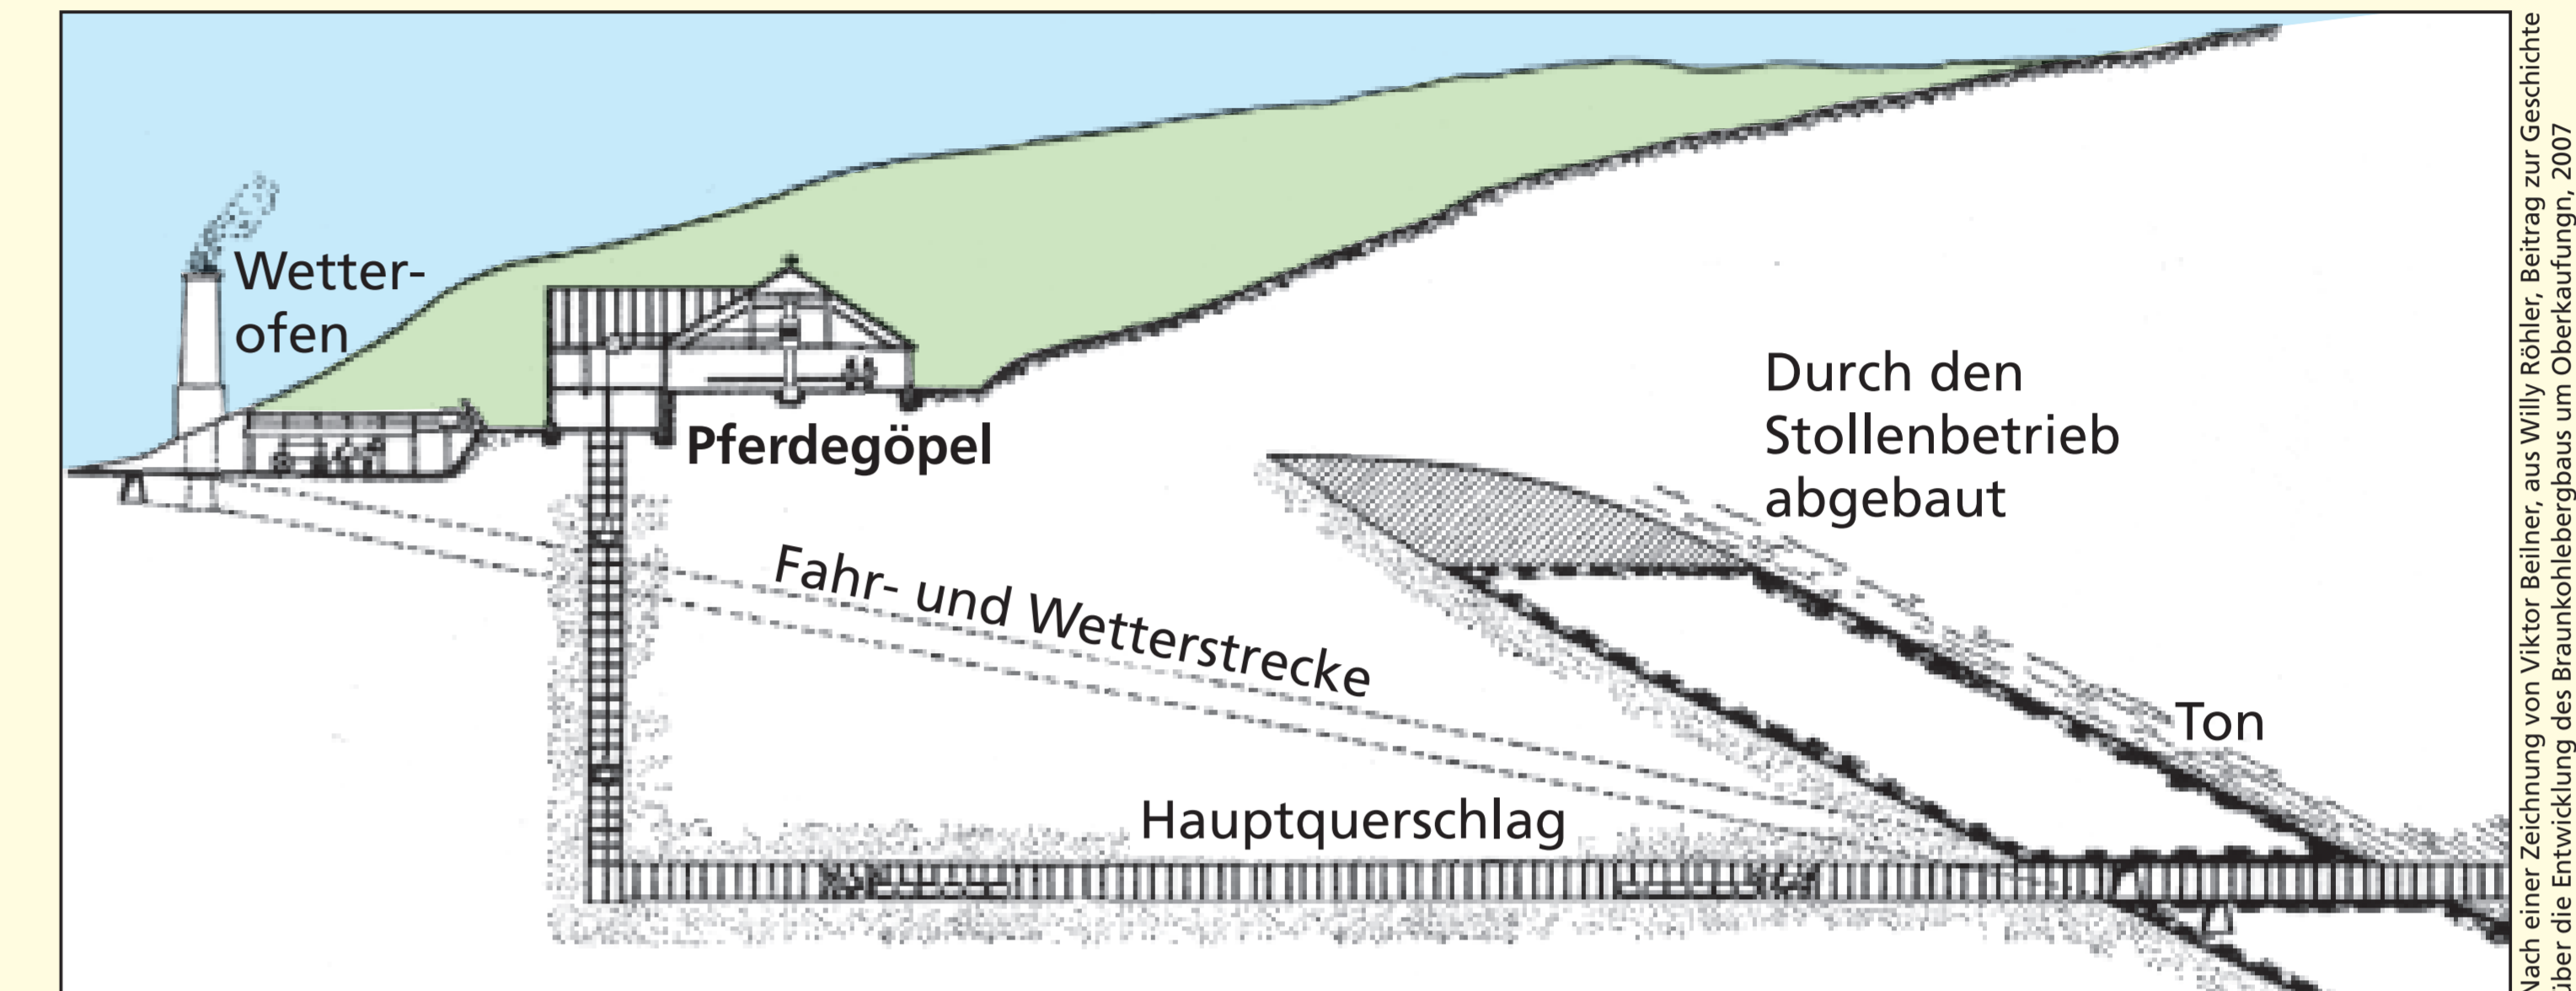 Wetter-
ofen
Pferdegöpel
Durch den
Stollenbetrieb
abgebaut
Fahr- und Wetterstrecke
Ton
Hauptquerschlag
Nach einer Zeichnung von Viktor Beilner, aus Willy Röhler, Beitrag zur Geschichte
über die Entwicklung des Braunkohlebergbaus um Oberkaufungn, 2007